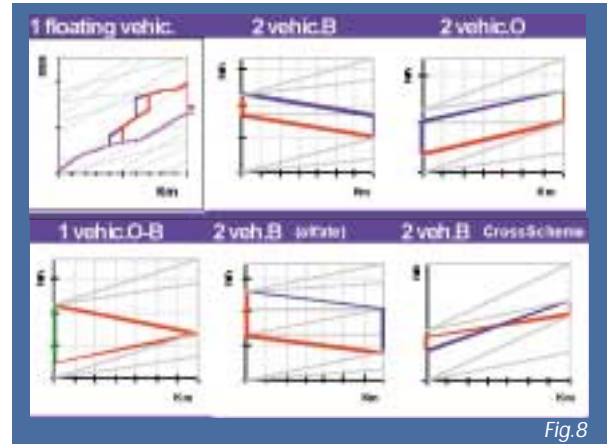 1 floating vehic.
2 vehic.B
2 vehic.O
Km
Km
Km
1 vehic.O-B
2 veh.B
2 veh.B CrossScheme
Km
Km
Km
Fig.8